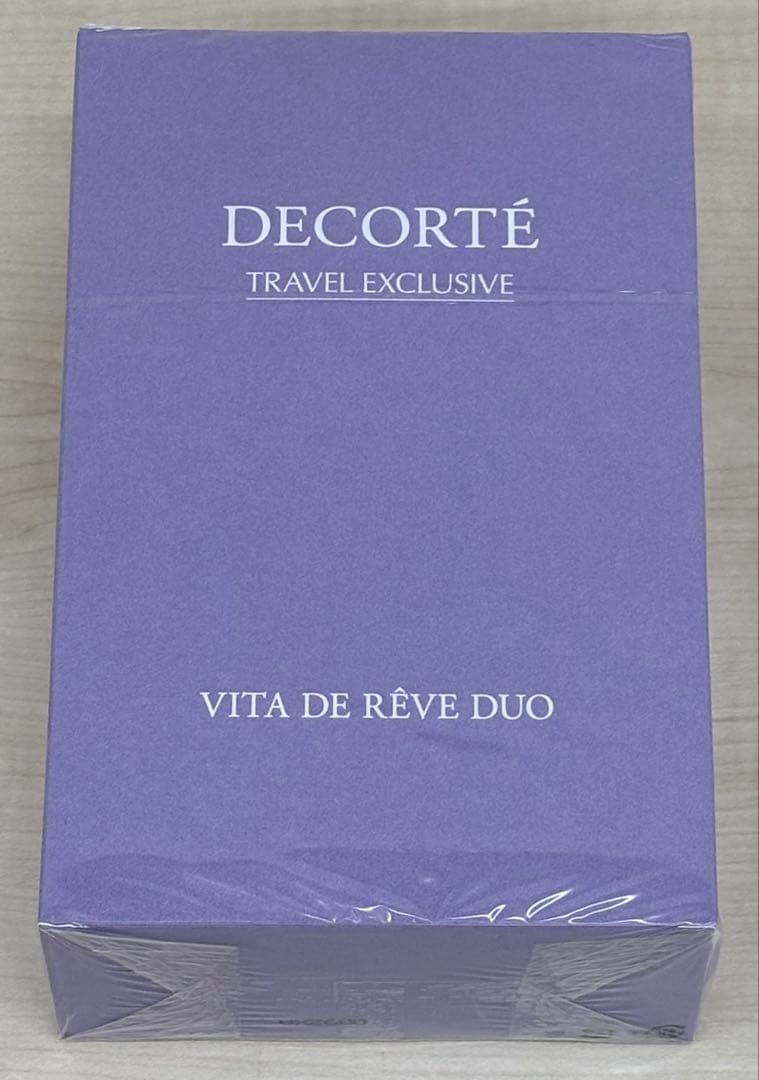 DECORTÉ
TRAVEL EXCLUSIVE
VITA DE RÊVE DUO